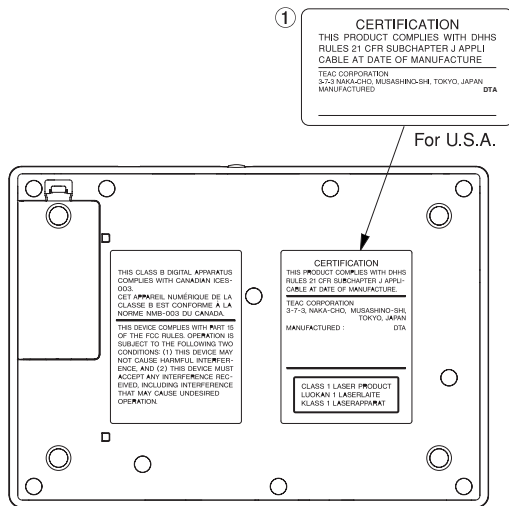 ①
CERTIFICATION
THIS PRODUCT COMPLIES WITH DHHS
RULES 21 CFR SUBCHAPTER J APPLI
CABLE AT DATE OF MANUFACTURE
TEAC CORPORATION
3-7-3 NAKA-CHO, MUSASHINO-SHI, TOKYO, JAPAN
MANUFACTURED DTA
For U.S.A.
THIS CLASS B DIGITAL APPARATUS
COMPLIES WITH CANADIAN ICES-
003.
CET APPAREIL NUMÉRIQUE DE LA
CLASSE B EST CONFORME À LA
NORME NMB-003 DU CANADA.
THIS DEVICE COMPLIES WITH PART 15
OF THE FCC RULES. OPERATION IS
SUBJECT TO THE FOLLOWING TWO
CONDITIONS: (1) THIS DEVICE MAY
NOT CAUSE HARMFUL INTERFER-
ENCE, AND (2) THIS DEVICE MUST
ACCEPT ANY INTERFERENCE REC-
EIVED, INCLUDING INTERFERENCE
THAT MAY CAUSE UNDESIRED
OPERATION.
CERTIFICATION
THIS PRODUCT COMPLIES WITH DHHS
RULES 21 CFR SUBCHAPTER J APPLI-
CABLE AT DATE OF MANUFACTURE.
TEAC CORPORATION
3-7-3, NAKA-CHO, MUSASHINO-SHI,
TOKYO, JAPAN
MANUFACTURED : DTA
CLASS 1 LASER PRODUCT
LUOKAN 1 LASERLAITE
KLASS 1 LASERAPPARAT